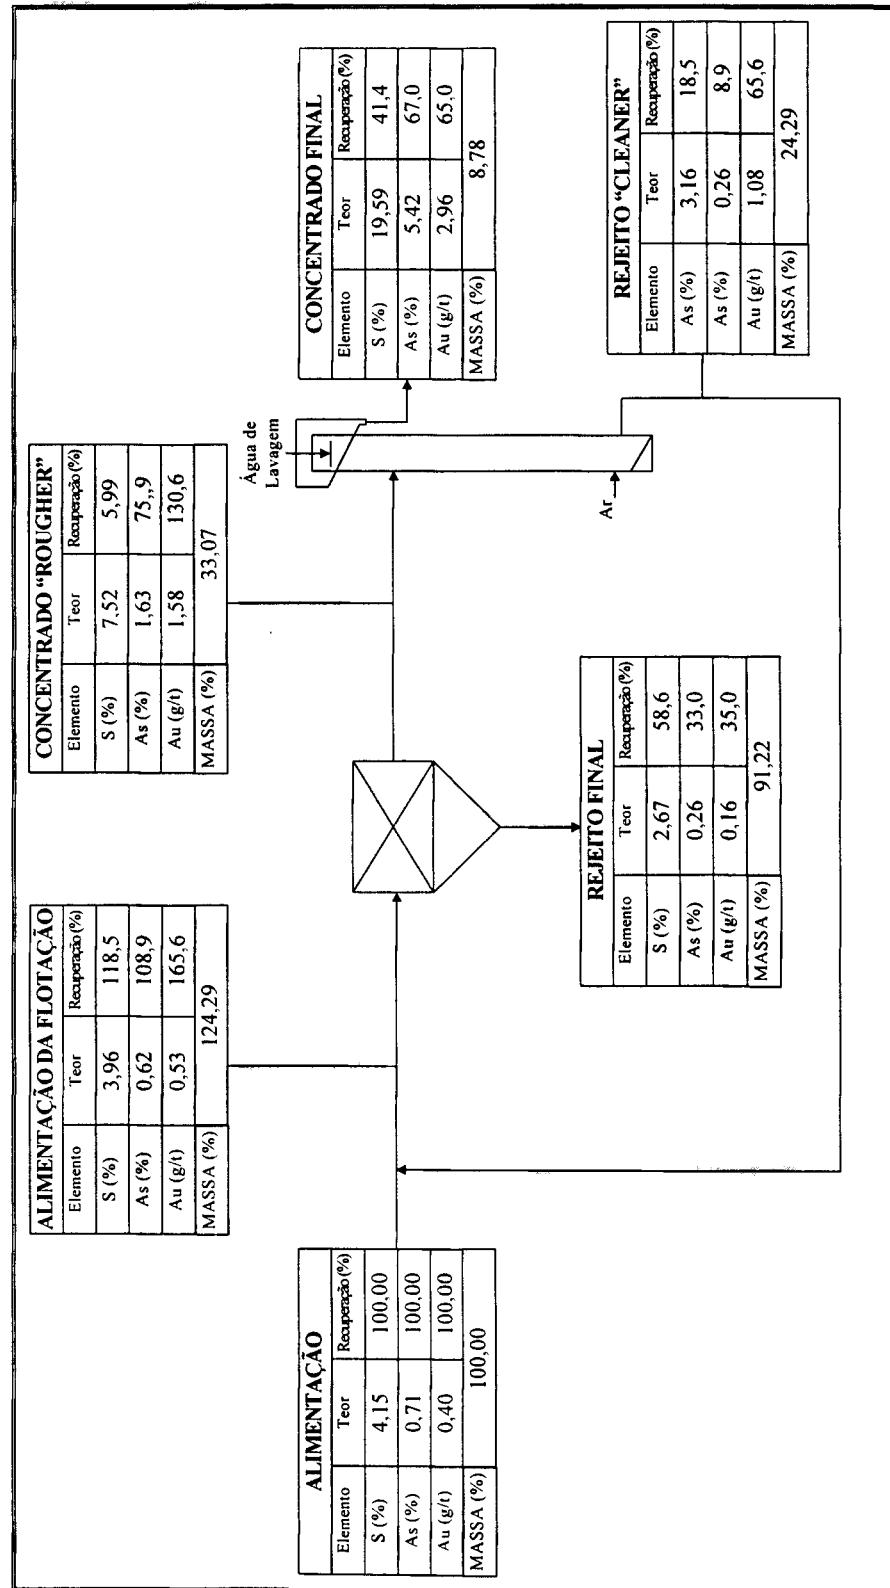 ALIMENTAÇÃO
Elemento Teor Recuperação (%)
S (%) 4,15 100,00
As (%) 0,71 100,00
Au (g/t) 0,40 100,00
MASSA (%) 100,00
ALIMENTAÇÃO DA FLOTAÇÃO
Elemento Teor Recuperação (%)
S (%) 3,96 118,5
As (%) 0,62 108,9
Au (g/t) 0,53 165,6
MASSA (%) 124,29
CONCENTRADO “ROUGHER”
Elemento Teor Recuperação (%)
S (%) 7,52 5,99
As (%) 1,63 75,,9
Au (g/t) 1,58 130,6
MASSA (%) 33,07
Água de
Lavagem
Ar
CONCENTRADO FINAL
Elemento Teor Recuperação (%)
S (%) 19,59 41,4
As (%) 5,42 67,0
Au (g/t) 2,96 65,0
MASSA (%) 8,78
REJEITO FINAL
Elemento Teor Recuperação (%)
S (%) 2,67 58,6
As (%) 0,26 33,0
Au (g/t) 0,16 35,0
MASSA (%) 91,22
REJEITO “CLEANER”
Elemento Teor Recuperação (%)
As (%) 3,16 18,5
As (%) 0,26 8,9
Au (g/t) 1,08 65,6
MASSA (%) 24,29